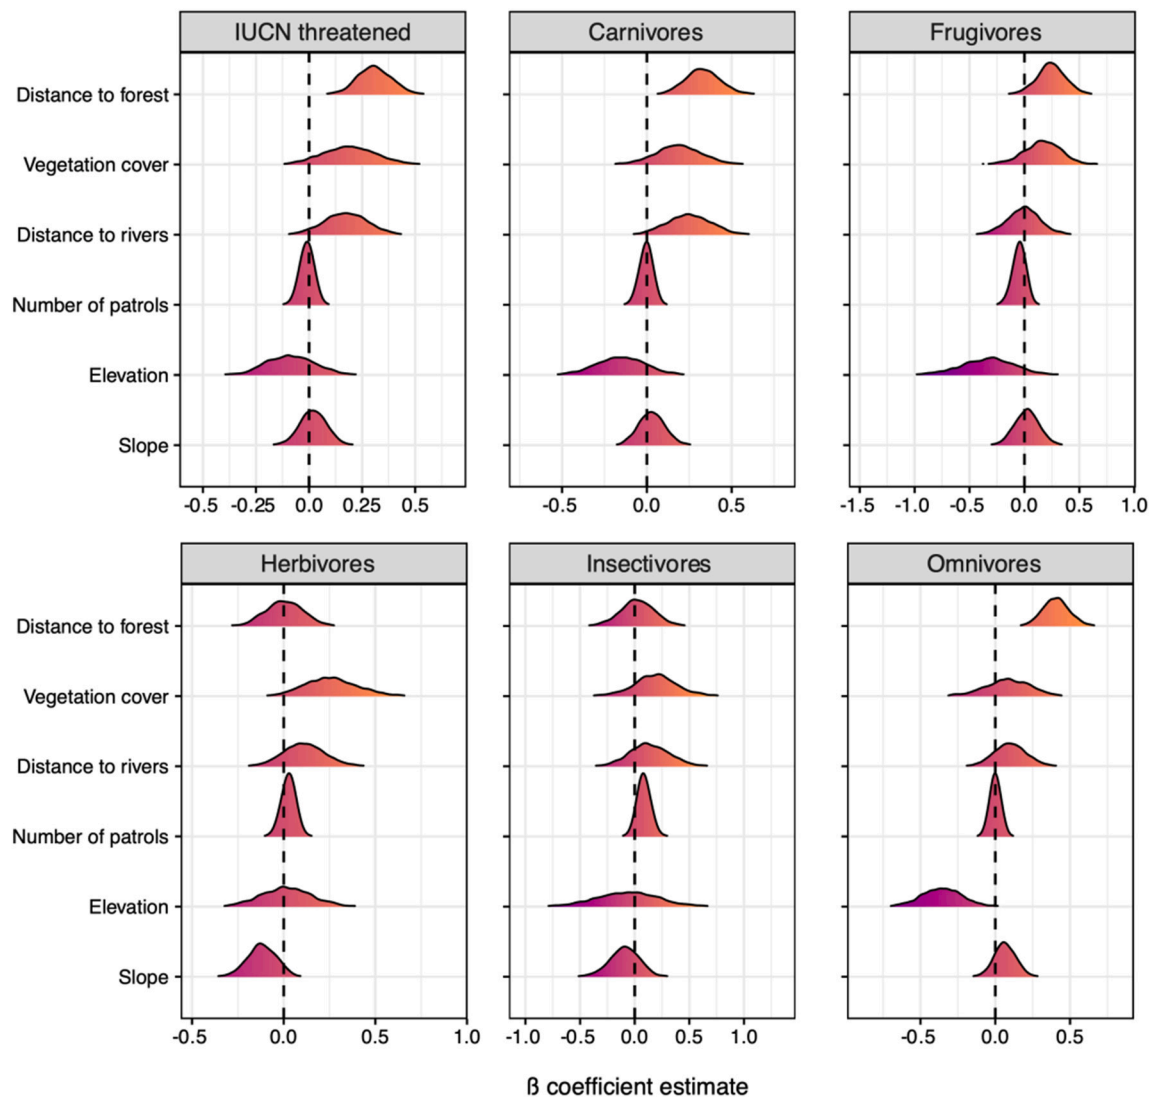 IUCN threatened Carnivores Frugivores
Distance to forest
Vegetation cover
Distance to rivers
Number of patrols
Elevation
Slope
-0.5 -0.25 0.0 0.25 0.5 -0.5 0.0 0.5 -1.5 -1.0 -0.5 0.0 0.5 1.0
Herbivores Insectivores Omnivores
Distance to forest
Vegetation cover
Distance to rivers
Number of patrols
Elevation
Slope
-0.5 0.0 0.5 1.0 -1.0 -0.5 0.0 0.5 1.0 -0.5 0.0 0.5
ß coefficient estimate